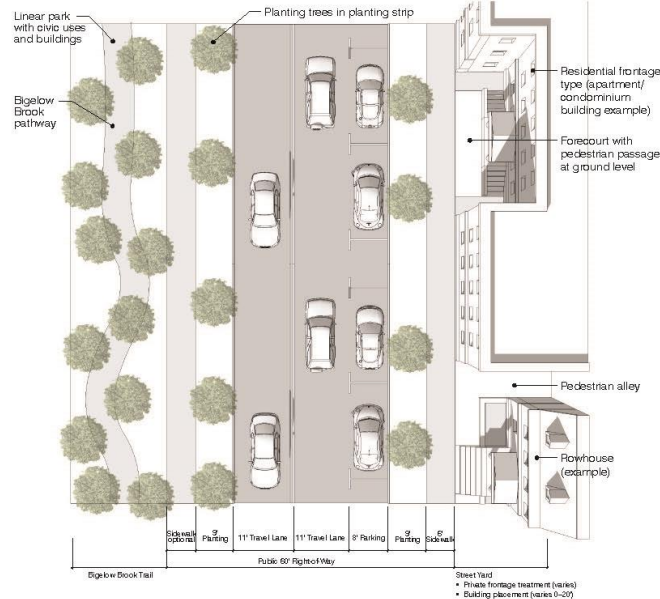 Linear park
with civic uses
and buildings
Planting trees in planting strip
Bigelow
Brook
pathway
Residential frontage
type (apartment/
condominium
building example)
Forecourt with
pedestrian passage
at ground level
Pedestrian alley
Rowhouse
(example)
Sidewalk
optional
9'
Planting
11' Travel Lane
11' Travel Lane
8' Parking
9'
Planting
6'
Sidewalk
Public 60' Right-of-Way
Bigelow Brook Trail
Street Yard
• Private frontage treatment (varies)
• Building placement (varies 0–20')